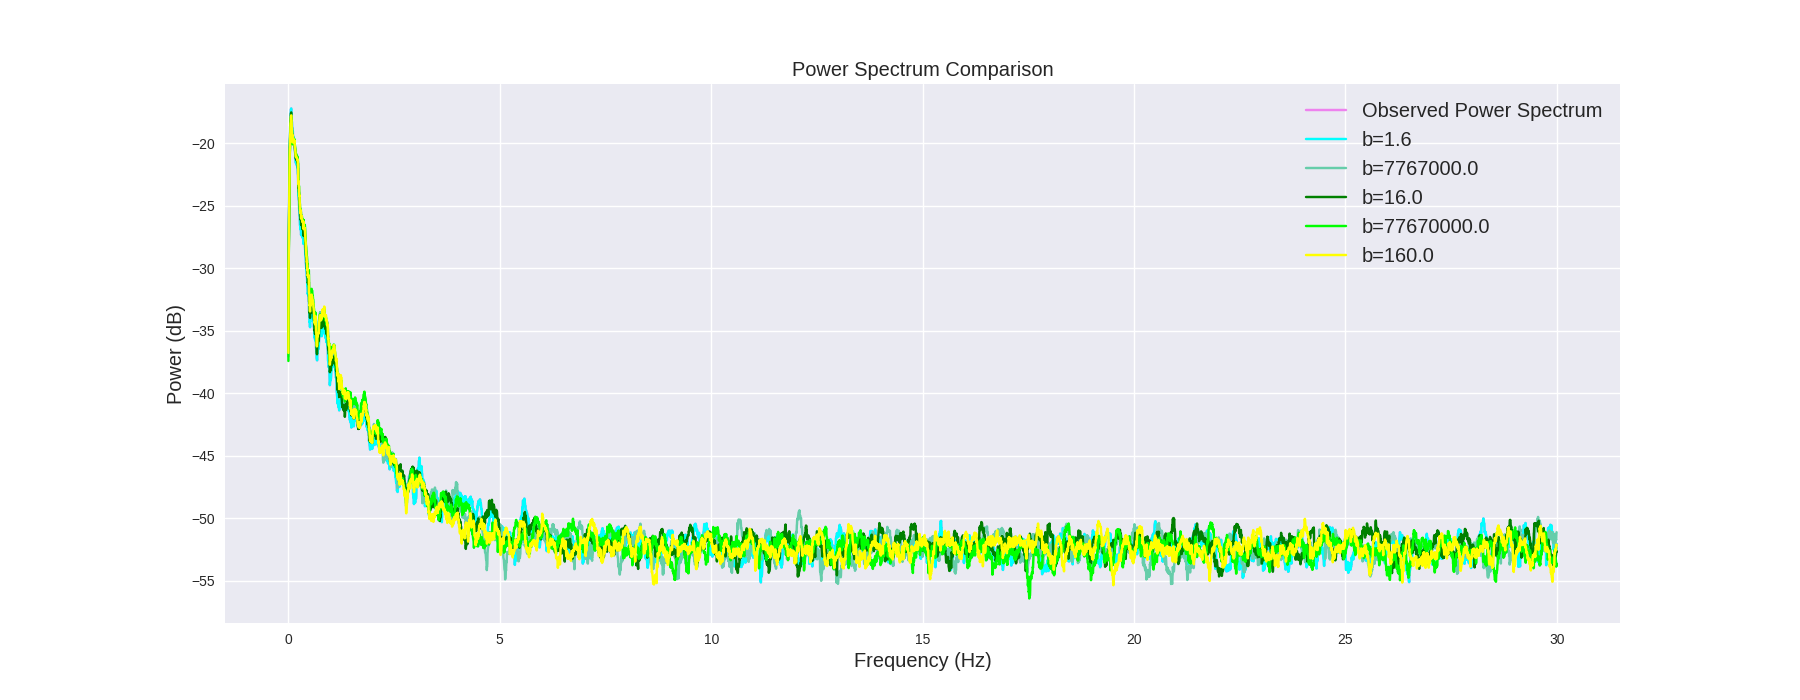 Power Spectrum Comparison
Observed Power Spectrum
b=1.6
b=7767000.0
b=16.0
b=77670000.0
b=160.0
Power (dB)
−20
−25
−30
−35
−40
−45
−50
−55
0 5 10 15 20 25 30
Frequency (Hz)